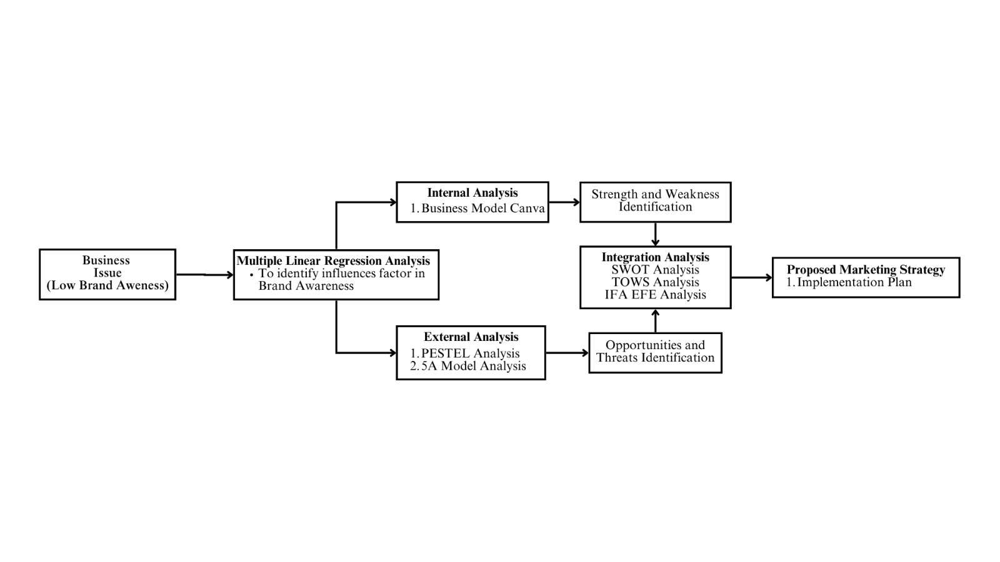 Business
Issue
(Low Brand Aweness)
Multiple Linear Regression Analysis
• To identify influences factor in
Brand Awareness
Internal Analysis
1. Business Model Canva
External Analysis
1. PESTEL Analysis
2. 5A Model Analysis
Strength and Weakness
Identification
Integration Analysis
SWOT Analysis
TOWS Analysis
IFA EFE Analysis
Opportunities and
Threats Identification
Proposed Marketing Strategy
1. Implementation Plan